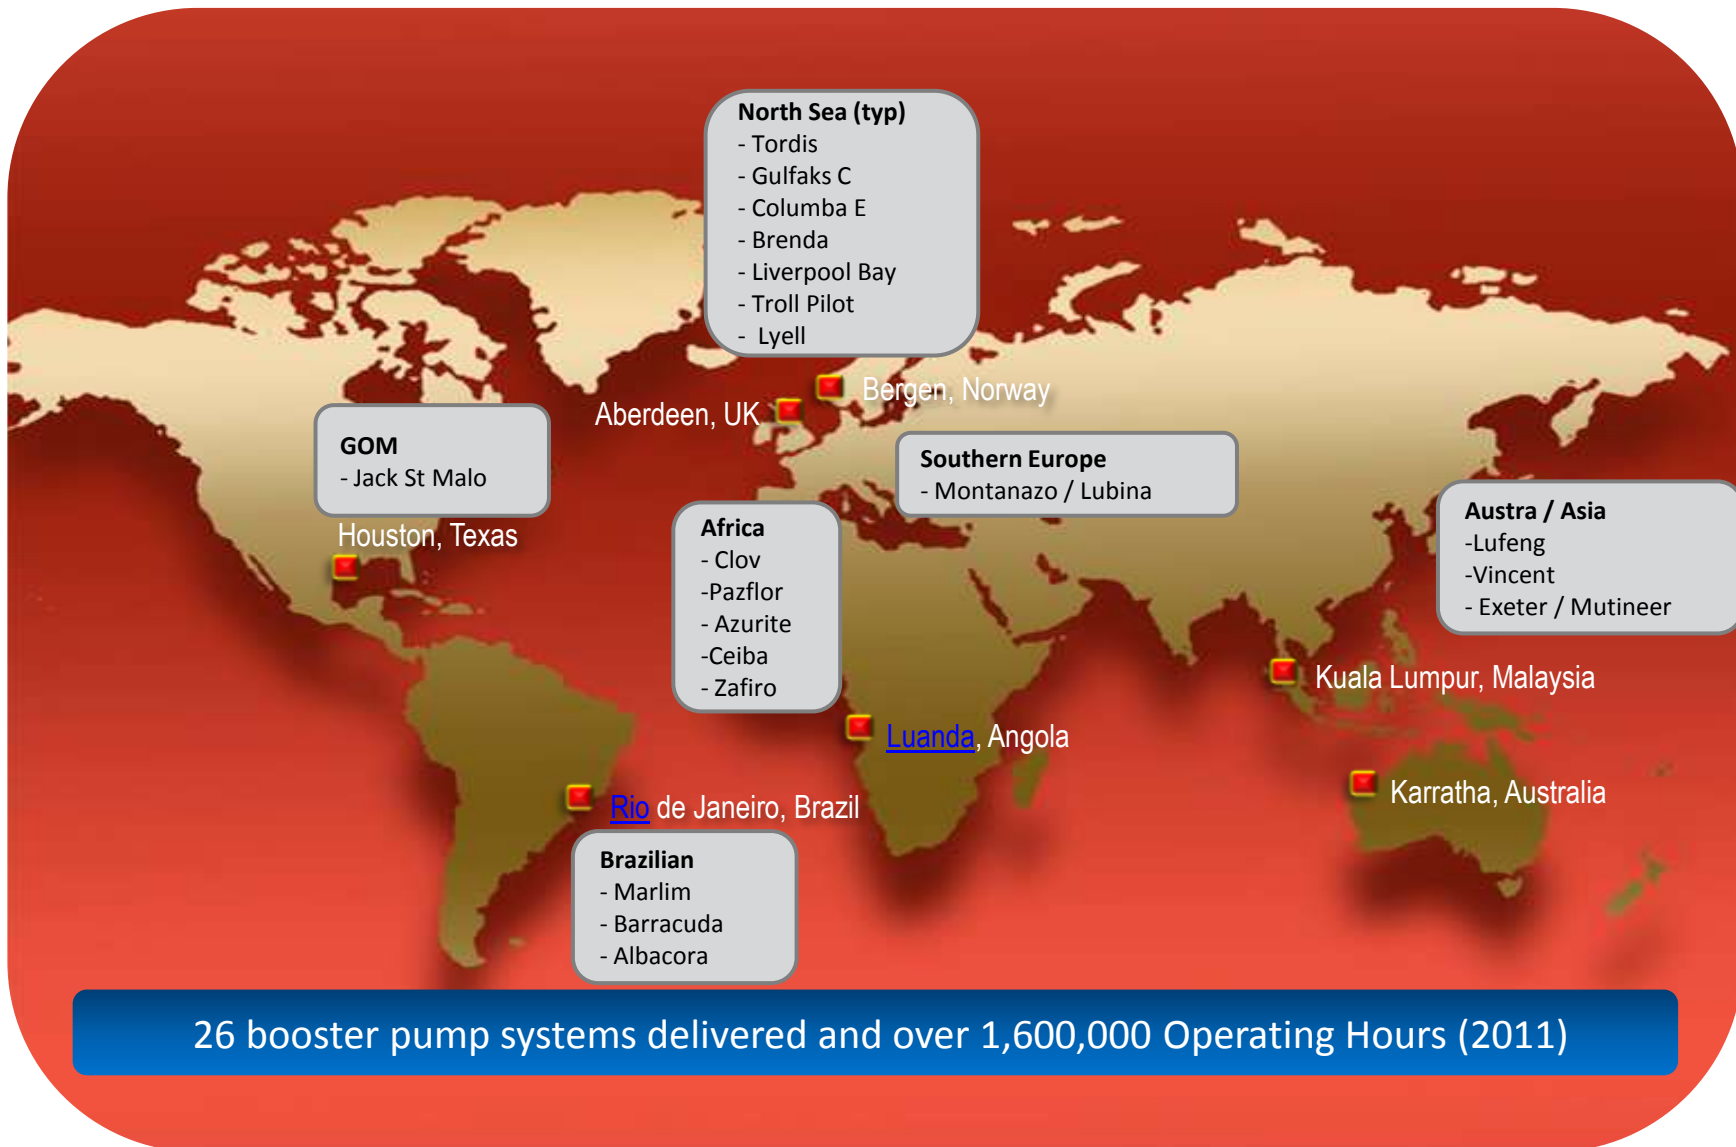 North Sea (typ)
- Tordis
- Gulfaks C
- Columba E
- Brenda
- Liverpool Bay
- Troll Pilot
- Lyell
Bergen, Norway
Aberdeen, UK
GOM
- Jack St Malo
Houston, Texas
Southern Europe
- Montanazo / Lubina
Africa
- Clov
-Pazflor
- Azurite
-Ceiba
- Zafiro
Austra / Asia
-Lufeng
-Vincent
- Exeter / Mutineer
Kuala Lumpur, Malaysia
Luanda, Angola
Karratha, Australia
Rio de Janeiro, Brazil
Brazilian
- Marlim
- Barracuda
- Albacora
26 booster pump systems delivered and over 1,600,000 Operating Hours (2011)